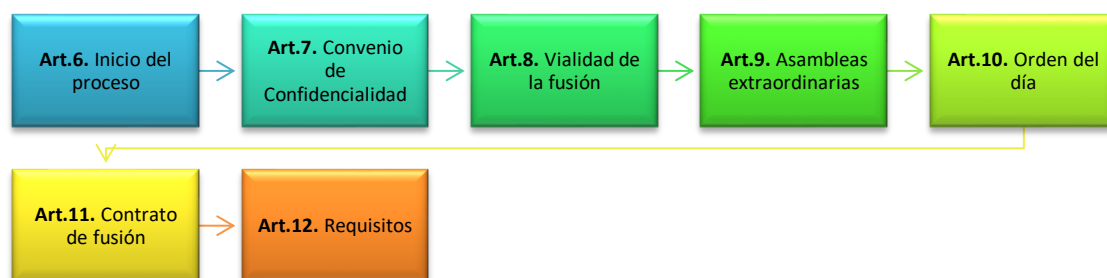 Art.6. Inicio del
proceso
Art.7. Convenio
de
Confidencialidad
Art.8. Vialidad de
la fusión
Art.9. Asambleas
extraordinarias
Art.10. Orden del
día
Art.11. Contrato
de fusión
Art.12. Requisitos